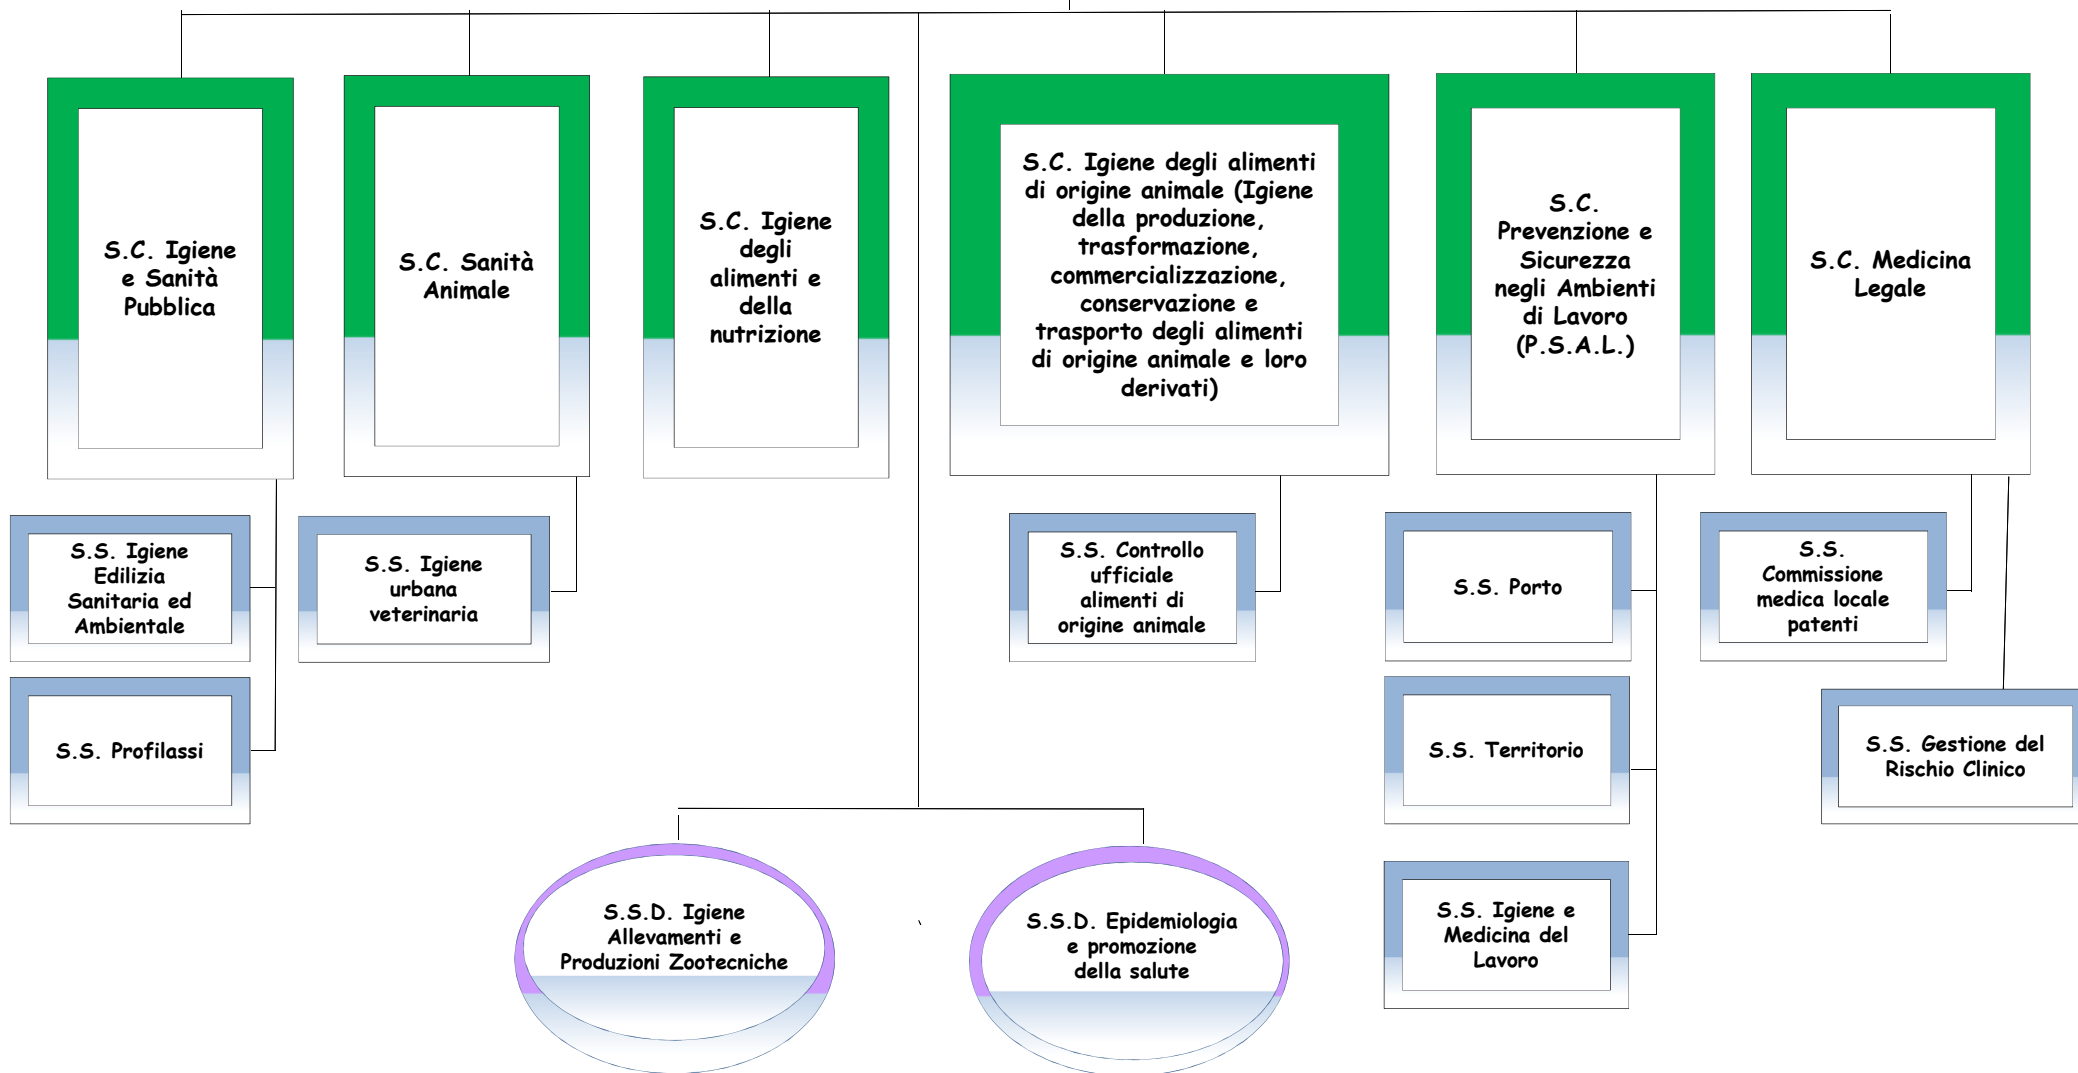 S.C. Igiene
e Sanità
Pubblica
S.C. Sanità
Animale
S.C. Igiene
degli
alimenti e
della
nutrizione
S.C. Igiene degli alimenti
di origine animale (Igiene
della produzione,
trasformazione,
commercializzazione,
conservazione e
trasporto degli alimenti
di origine animale e loro
derivati)
S.C.
Prevenzione e
Sicurezza
negli Ambienti
di Lavoro
(P.S.A.L.)
S.C. Medicina
Legale
S.S. Igiene
Edilizia
Sanitaria ed
Ambientale
S.S. Igiene
urbana
veterinaria
S.S. Controllo
ufficiale
alimenti di
origine animale
S.S. Porto
S.S.
Commissione
medica locale
patenti
S.S. Profilassi
S.S. Territorio
S.S. Gestione del
Rischio Clinico
S.S.D. Igiene
Allevamenti e
Produzioni Zootecniche
S.S.D. Epidemiologia
e promozione
della salute
S.S. Igiene e
Medicina del
Lavoro